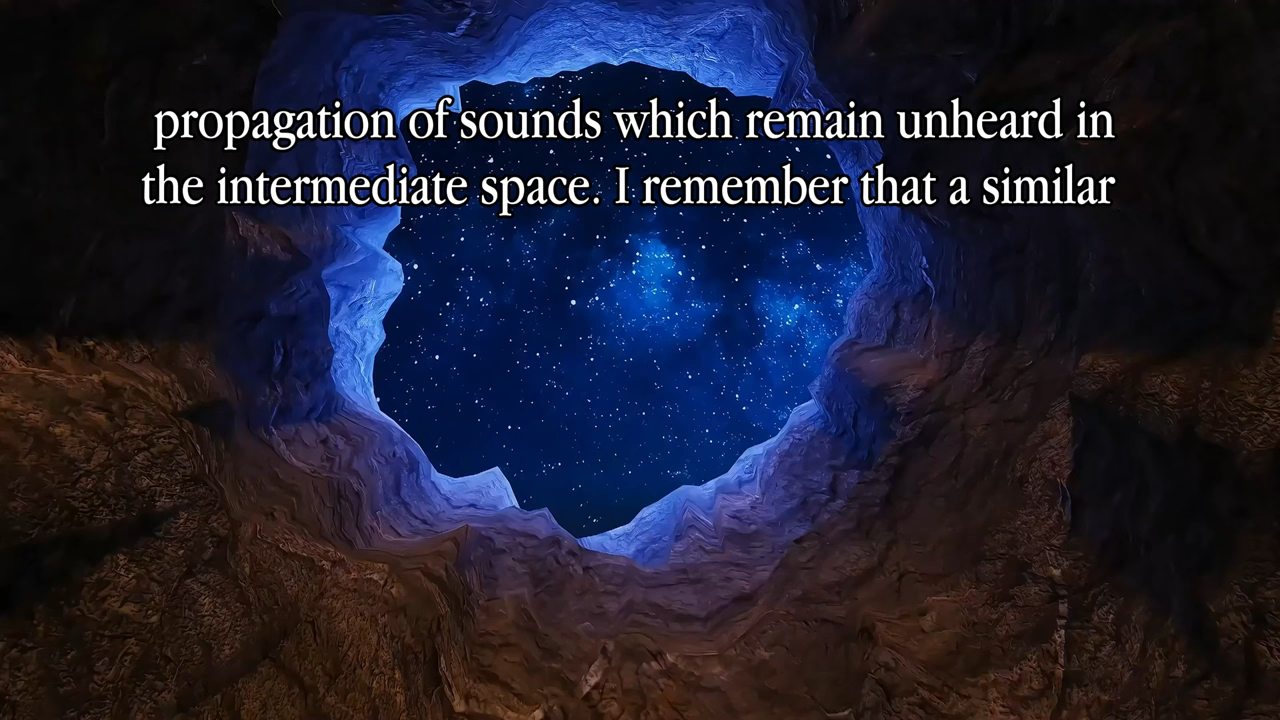 propagation of sounds which remain unheard in
the intermediate space. I remember that a similar